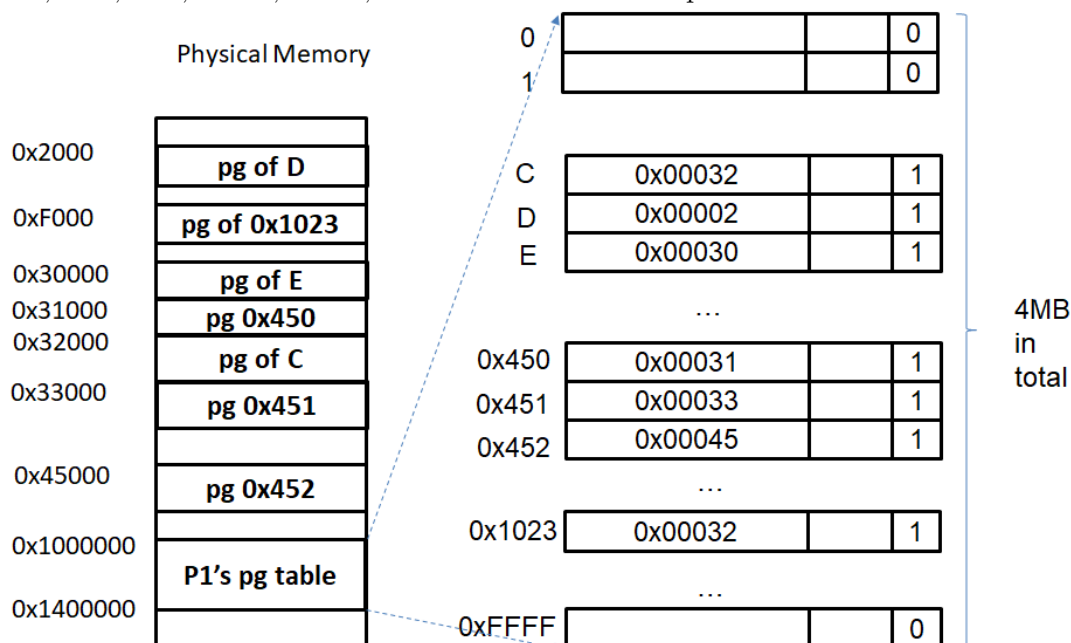 Physical Memory
0x2000
pg of D
0xF000
pg of 0x1023
0x30000
pg of E
0x31000
pg 0x450
0x32000
pg of C
0x33000
pg 0x451
0x45000
pg 0x452
0x1000000
P1's pg table
0x1400000
0 0
1 0
C 0x00032 1
D 0x00002 1
E 0x00030 1
...
0x450 0x00031 1
0x451 0x00033 1
0x452 0x00045 1
...
0x1023 0x00032 1
...
0xFFFF 0
4MB
in
total